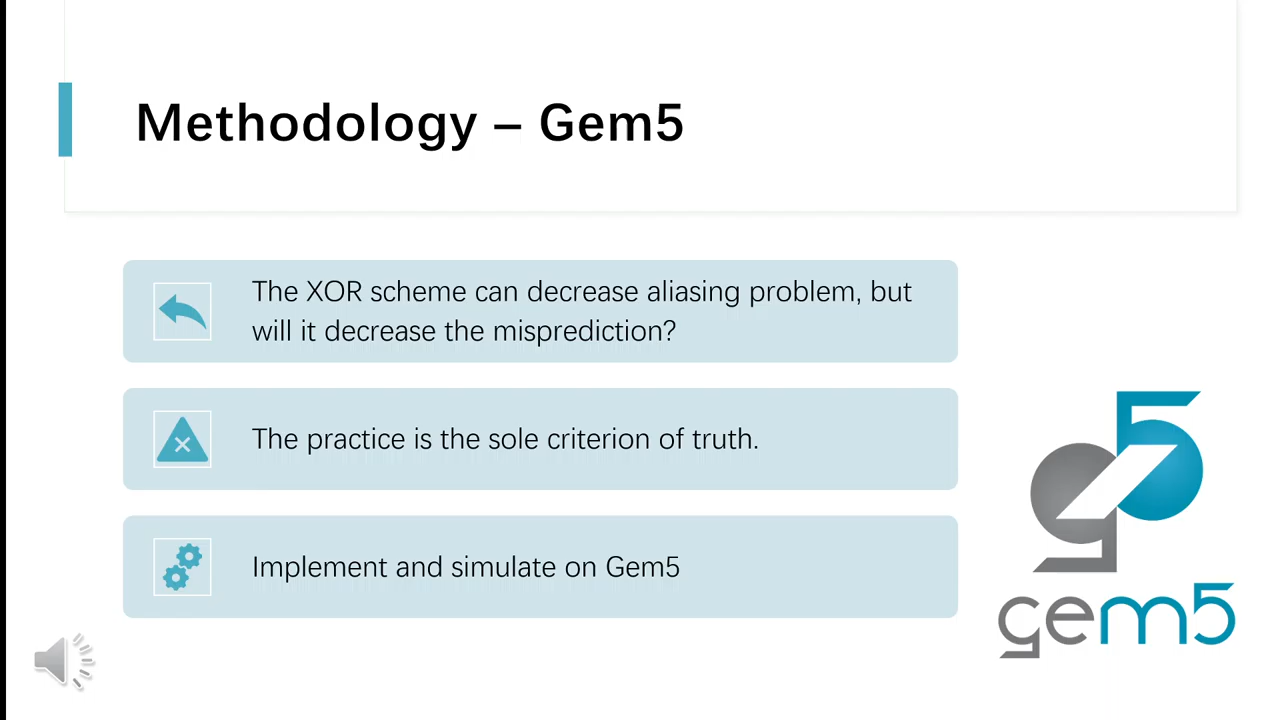 Methodology – Gem5
The XOR scheme can decrease aliasing problem, but
will it decrease the misprediction?
The practice is the sole criterion of truth.
Implement and simulate on Gem5
g5
gem5